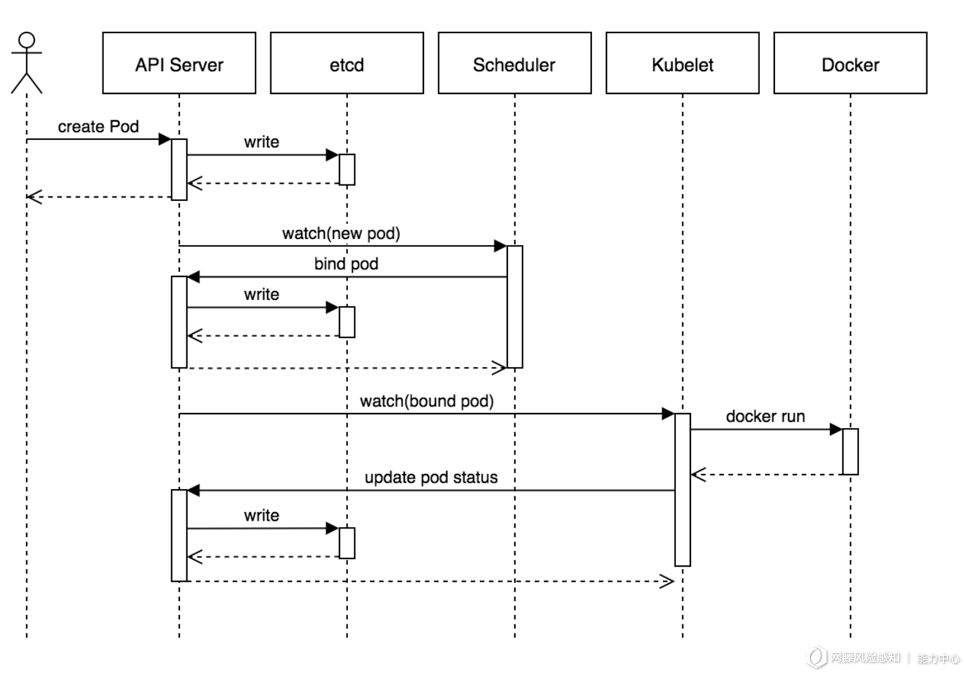 API Server
etcd
Scheduler
Kubelet
Docker
create Pod
write
watch(new pod)
bind pod
write
watch(bound pod)
docker run
update pod status
write
网藤风险感知 | 能力中心